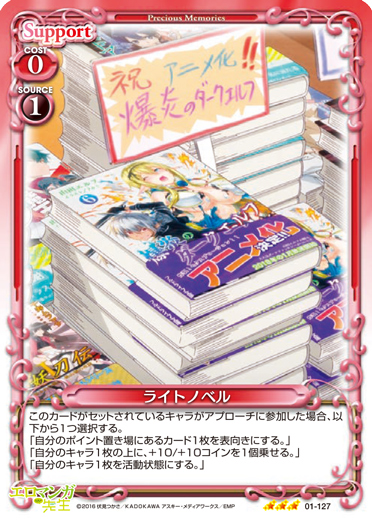 Precious Memories
Support
COST
0
SOURCE
1
祝 アニメ化!!
爆炎のダークエルフ
6
アニメ化
決定!!
ライトノベル
このカードがセットされているキャラがアプローチに参加した場合、以
下から1つ選択する。
「自分のポイント置き場にあるカード1枚を表向きにする。」
「自分のキャラ1枚の上に、+10/+10コインを1個乗せる。」
「自分のキャラ1枚を活動状態にする。」
エロマンガ
先生
©2016 伏見つかさ/KADOKAWA アスキー・メディアワークス/EMP
01-127